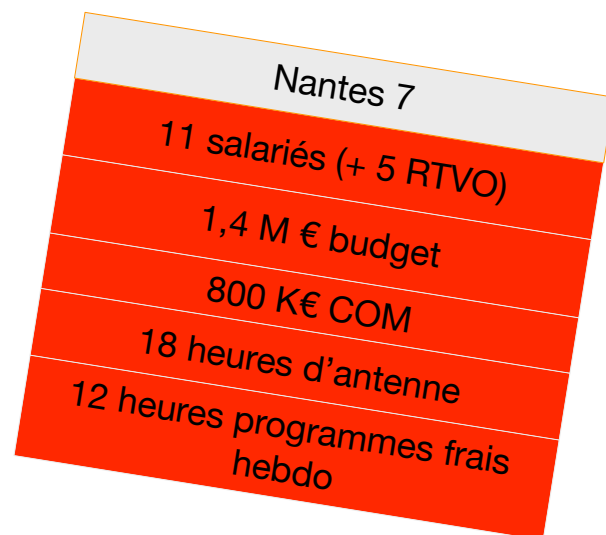 Nantes 7
11 salariés (+ 5 RTVO)
1,4 M € budget
800 K€ COM
18 heures d’antenne
12 heures programmes frais
hebdo